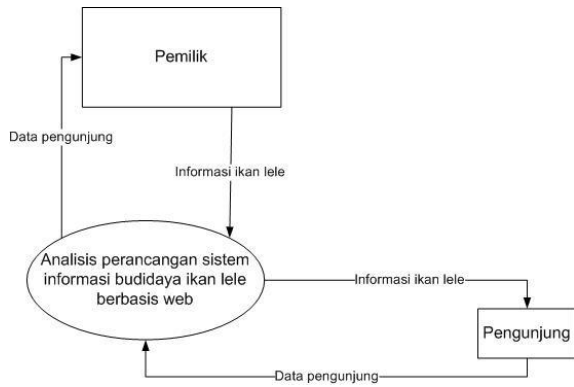 Pemilik
Data pengunjung
Informasi ikan lele
Analisis perancangan sistem
informasi budidaya ikan lele
berbasis web
Informasi ikan lele
Pengunjung
Data pengunjung